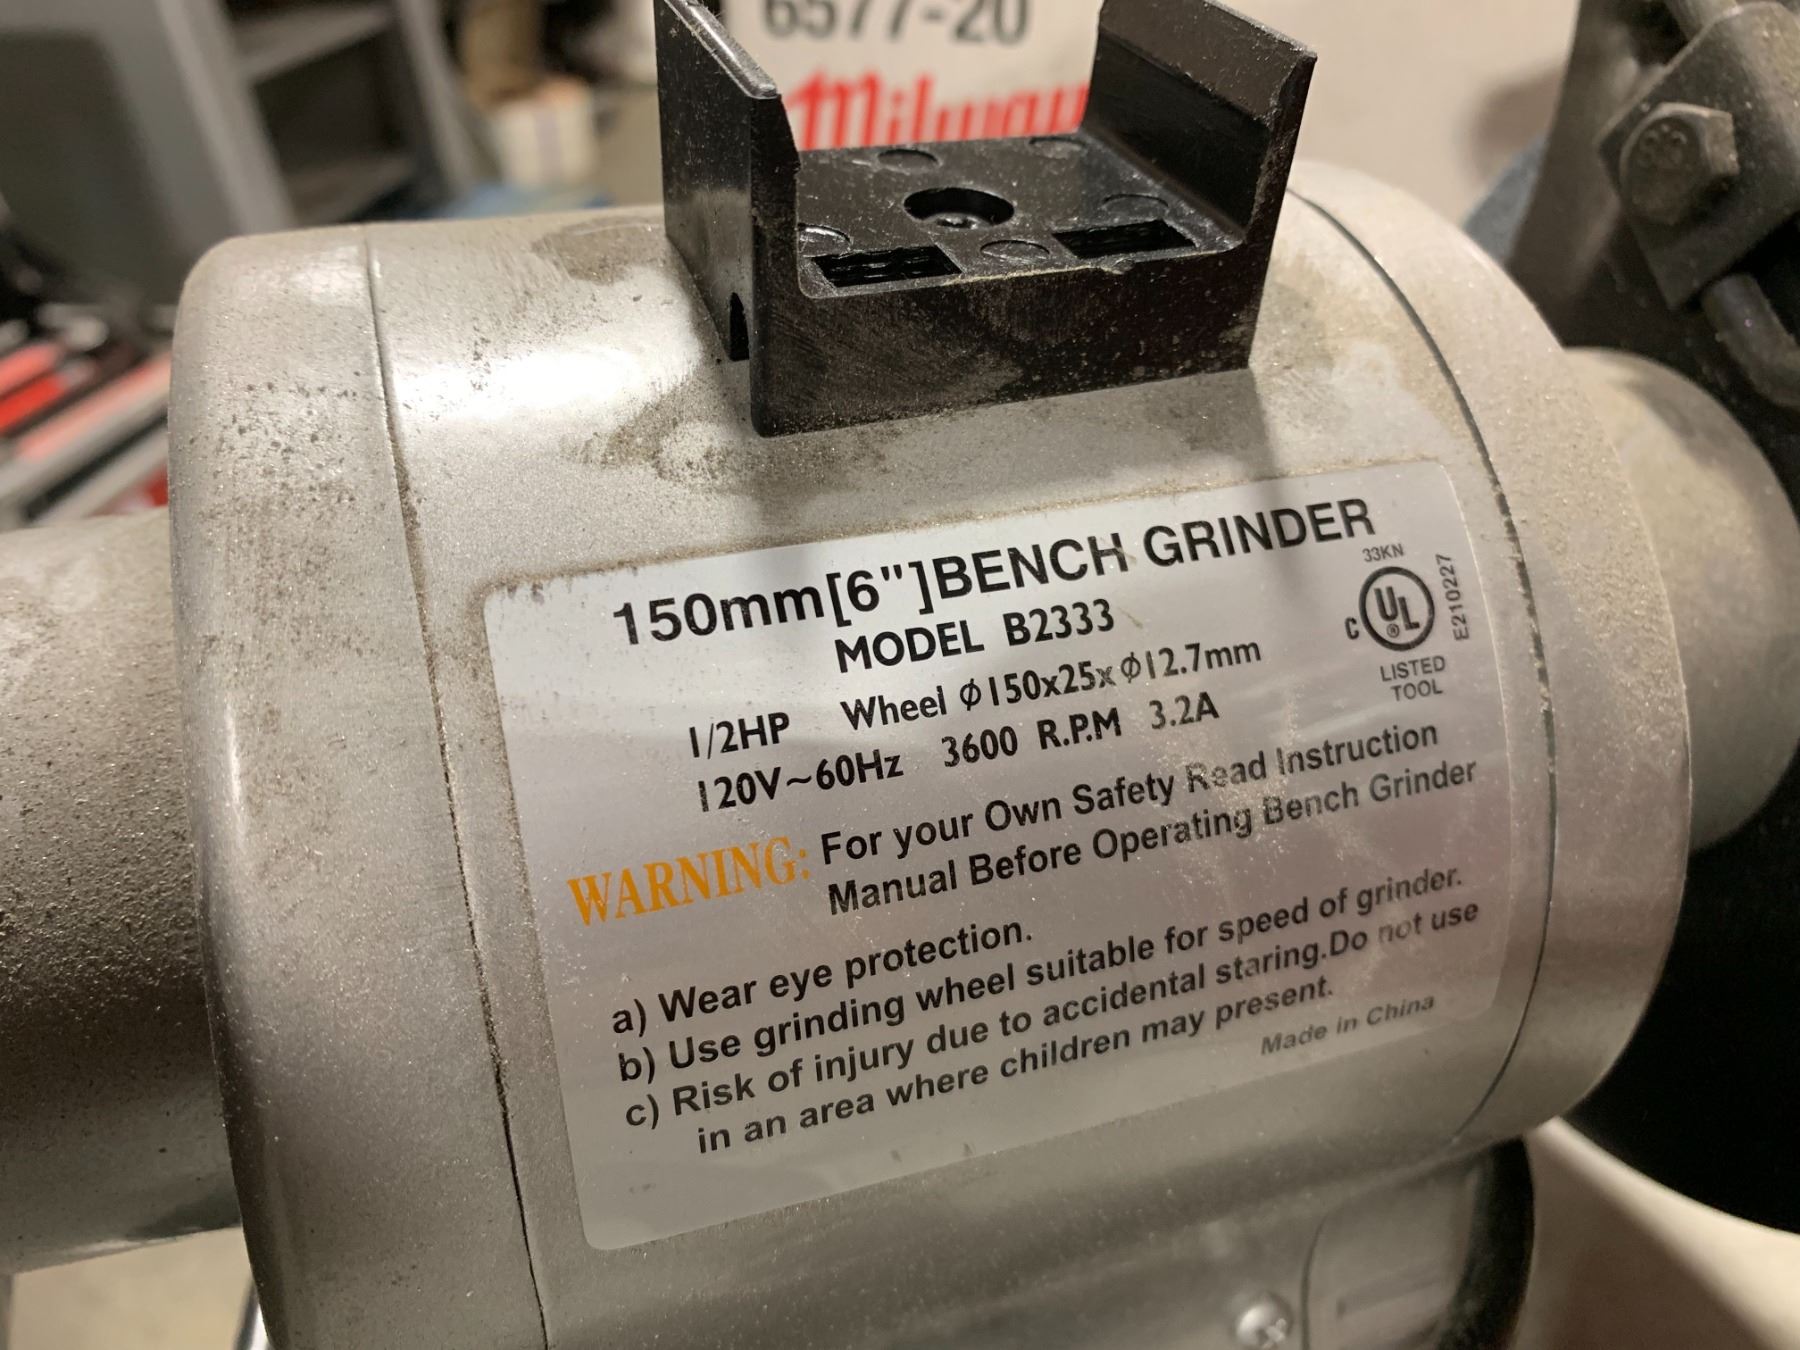 6577-20
Milwau
150mm[6"]BENCH GRINDER
MODEL B2333
1/2HP Wheel Φ150x25xΦ12.7mm
120V~60Hz 3600 R.P.M 3.2A
33KN
C UL ®
E210227
LISTED
TOOL
WARNING: For your Own Safety Read Instruction
Manual Before Operating Bench Grinder
a) Wear eye protection.
b) Use grinding wheel suitable for speed of grinder.
c) Risk of injury due to accidental staring.Do not use
in an area where children may present.
Made in China